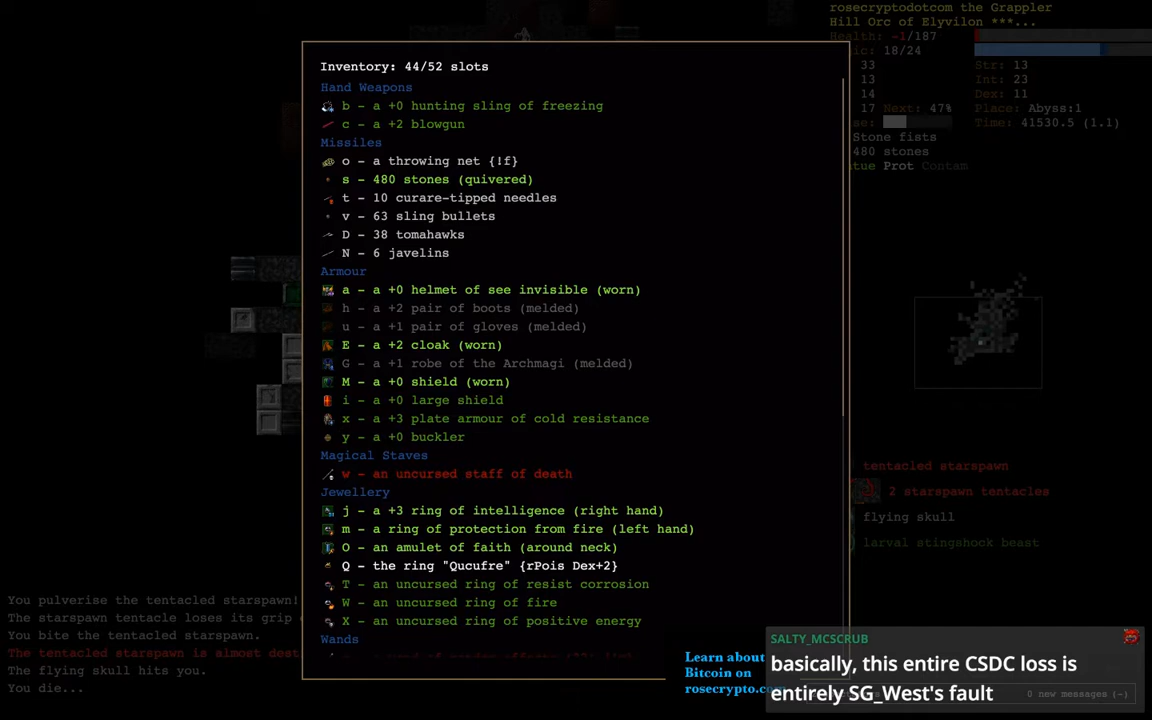 rosecryptodotcom the Grappler
Hill Orc of Elyvilon ***...
Health: -1/187
ic: 18/24
33
Str: 13
13
Int: 23
14
Dex: 11
17 Next: 47%
Place: Abyss:1
se:
Time: 41530.5 (1.1)
Stone fists
480 stones
tue Prot Contam
Inventory: 44/52 slots
Hand Weapons
b - a +0 hunting sling of freezing
c - a +2 blowgun
Missiles
o - a throwing net {!f}
s - 480 stones (quivered)
t - 10 curare-tipped needles
v - 63 sling bullets
D - 38 tomahawks
N - 6 javelins
Armour
a - a +0 helmet of see invisible (worn)
h - a +2 pair of boots (melded)
u - a +1 pair of gloves (melded)
E - a +2 cloak (worn)
G - a +1 robe of the Archmagi (melded)
M - a +0 shield (worn)
i - a +0 large shield
x - a +3 plate armour of cold resistance
y - a +0 buckler
Magical Staves
w - an uncursed staff of death
Jewellery
j - a +3 ring of intelligence (right hand)
m - a ring of protection from fire (left hand)
O - an amulet of faith (around neck)
Q - the ring "Qucufre" {rPois Dex+2}
T - an uncursed ring of resist corrosion
W - an uncursed ring of fire
X - an uncursed ring of positive energy
Wands
tentacled starspawn
2 starspawn tentacles
flying skull
larval stingshock beast
You pulverise the tentacled starspawn!
The starspawn tentacle loses its grip
You bite the tentacled starspawn.
The tentacled starspawn is almost dest
The flying skull hits you.
You die...
Learn about
Bitcoin on
rosecrypto.co
SALTY_MCSCRUB
basically, this entire CSDC loss is
entirely SG_West's fault
0 new messages (−)